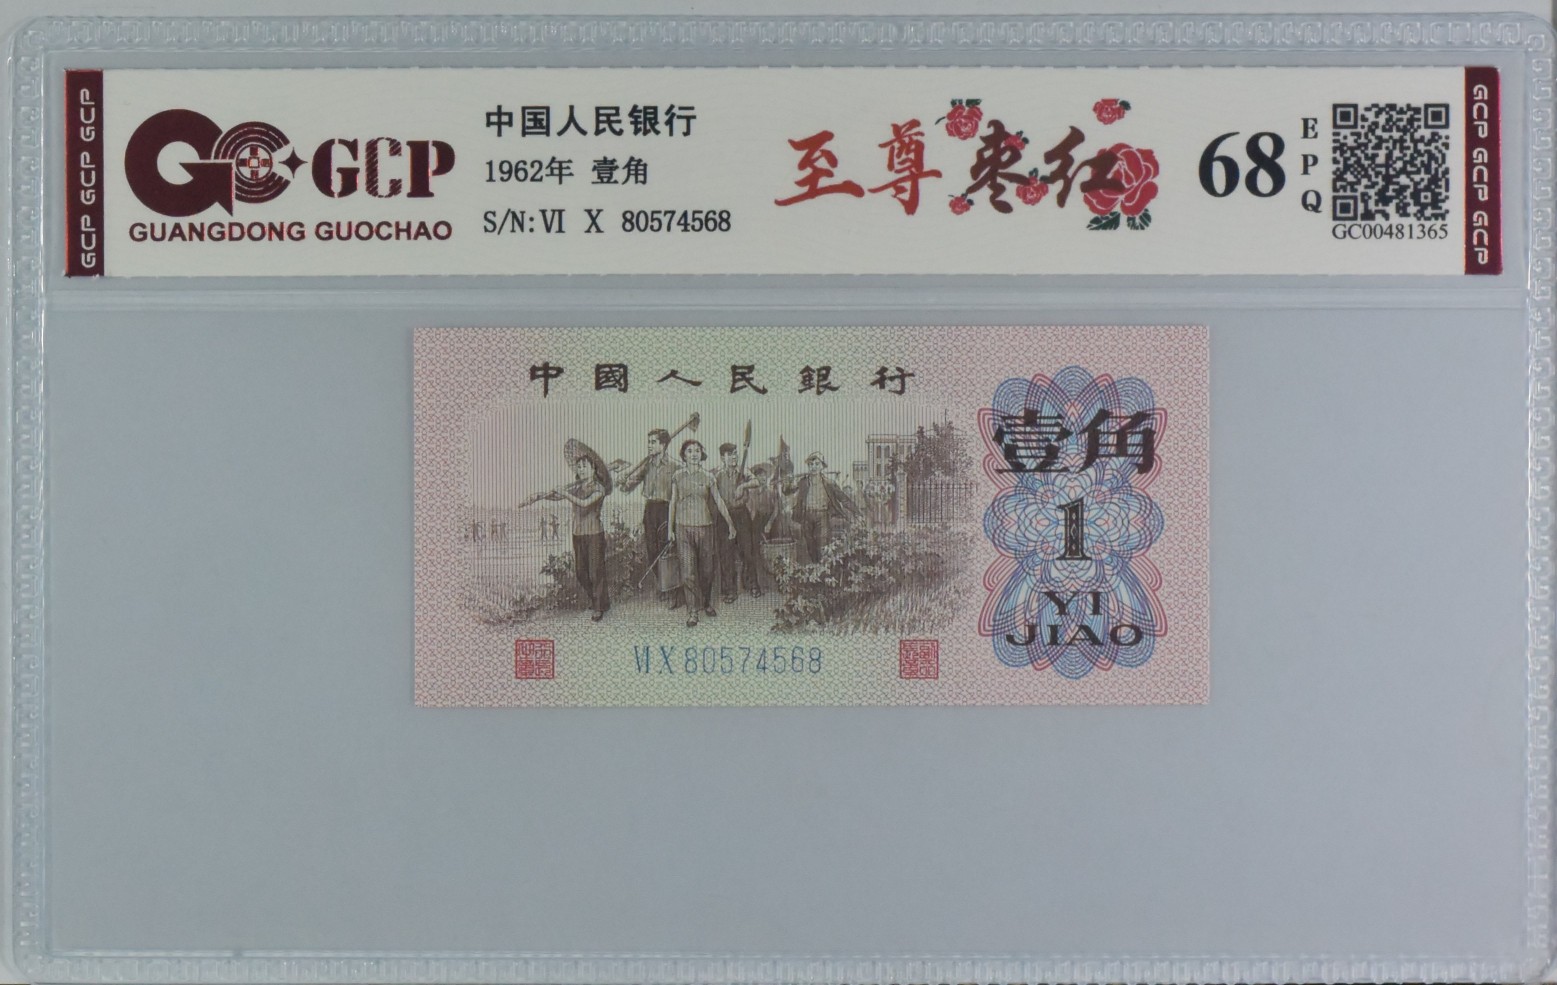 GCP GCP GCP
GCP
GUANGDONG GUOCHAO
中国人民银行
1962年 壹角
S/N:Ⅵ X 80574568
至尊枣红
68
EPQ
GC00481365
GCP GCP GCP
中國人民銀行
壹角
1
YI
JIAO
ⅥX80574568